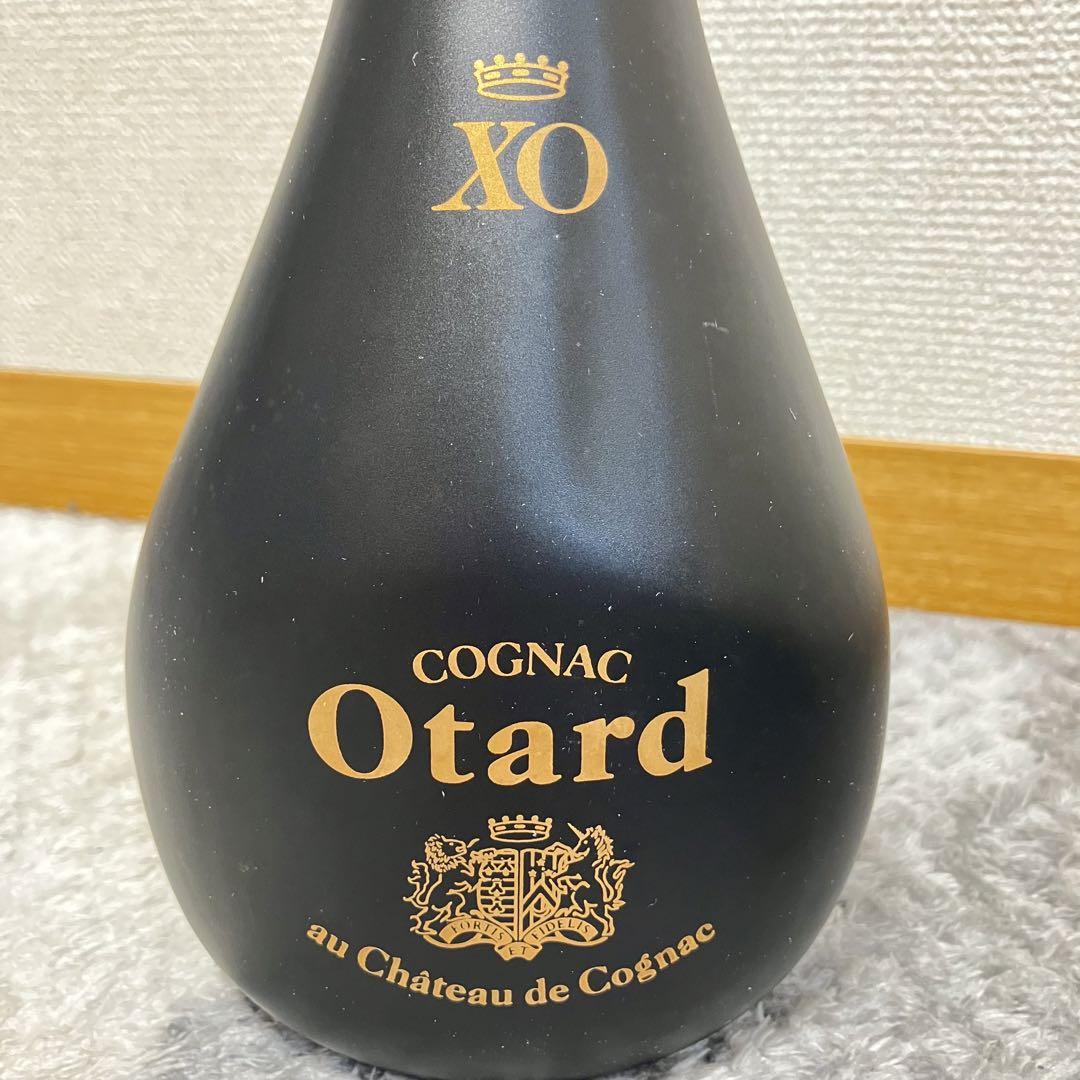 XO
COGNAC
Otard
FORTIS ET FIDELIS
au Château de Cognac